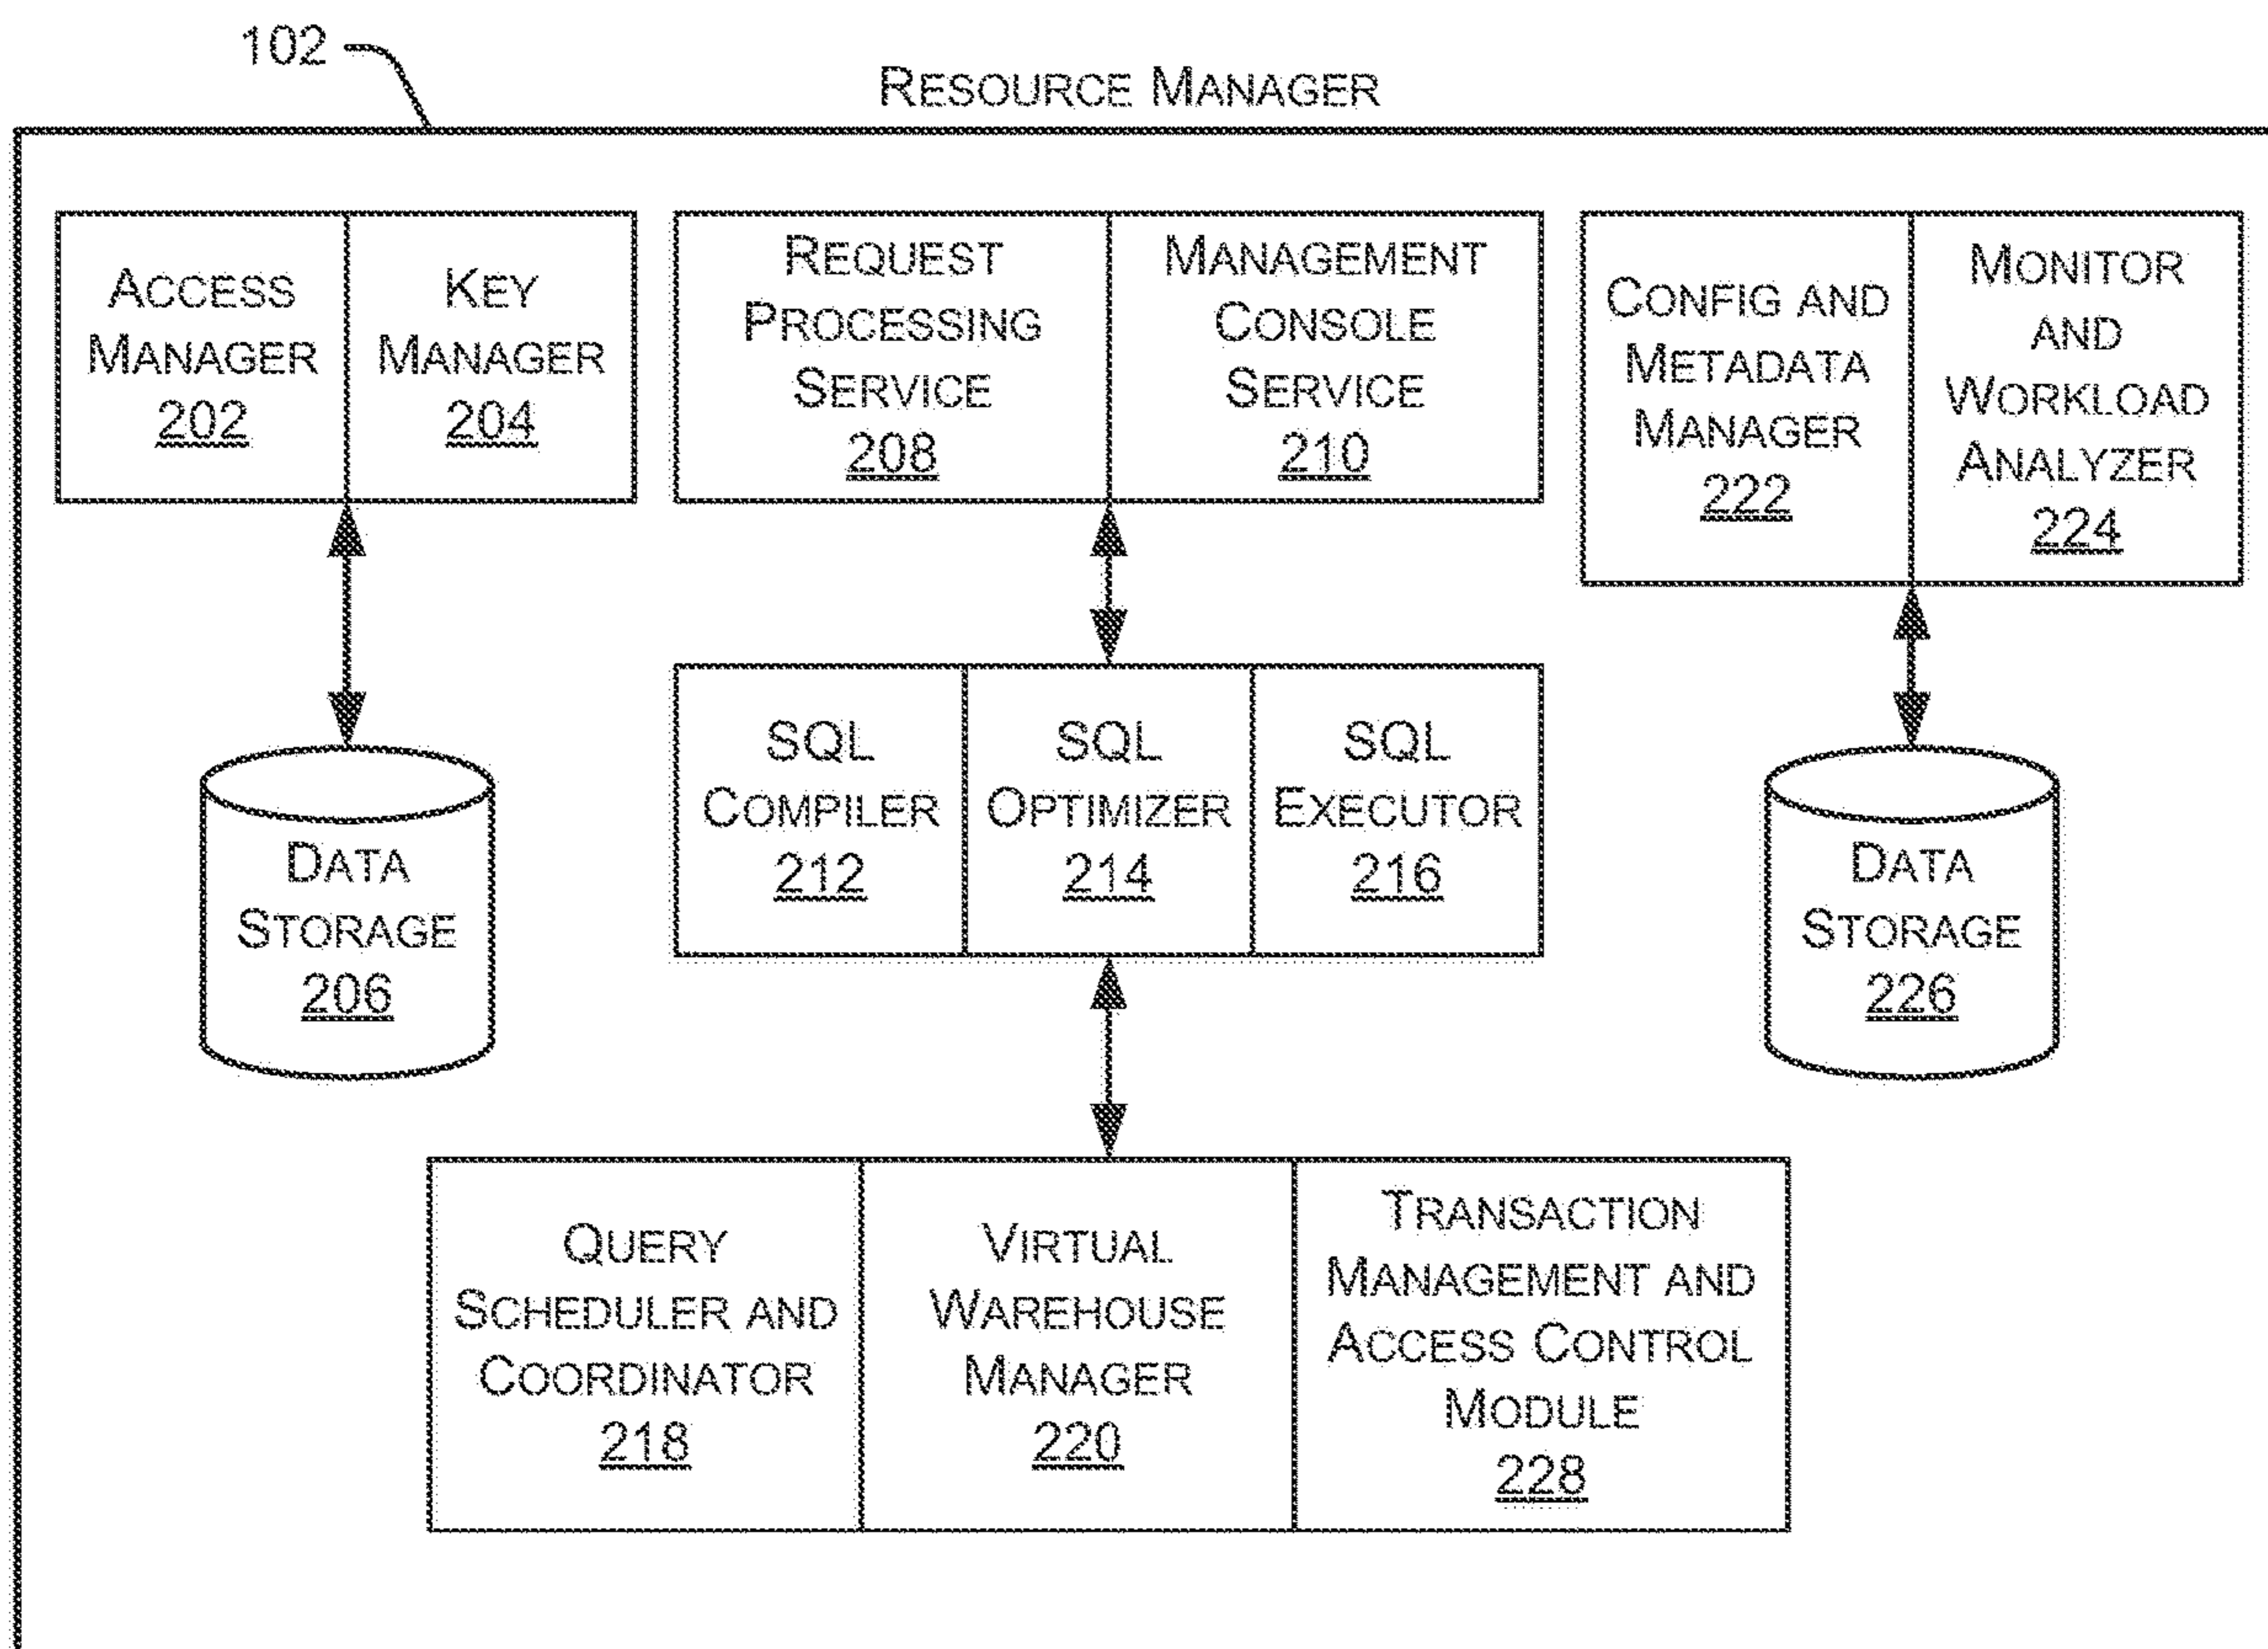 102
RESOURCE MANAGER
ACCESS
MANAGER
202
KEY
MANAGER
204
REQUEST
PROCESSING
SERVICE
208
MANAGEMENT
CONSOLE
SERVICE
210
CONFIG AND
METADATA
MANAGER
222
MONITOR
AND
WORKLOAD
ANALYZER
224
DATA
STORAGE
206
SQL
COMPILER
212
SQL
OPTIMIZER
214
SQL
EXECUTOR
216
DATA
STORAGE
226
QUERY
SCHEDULER AND
COORDINATOR
218
VIRTUAL
WAREHOUSE
MANAGER
220
TRANSACTION
MANAGEMENT AND
ACCESS CONTROL
MODULE
228